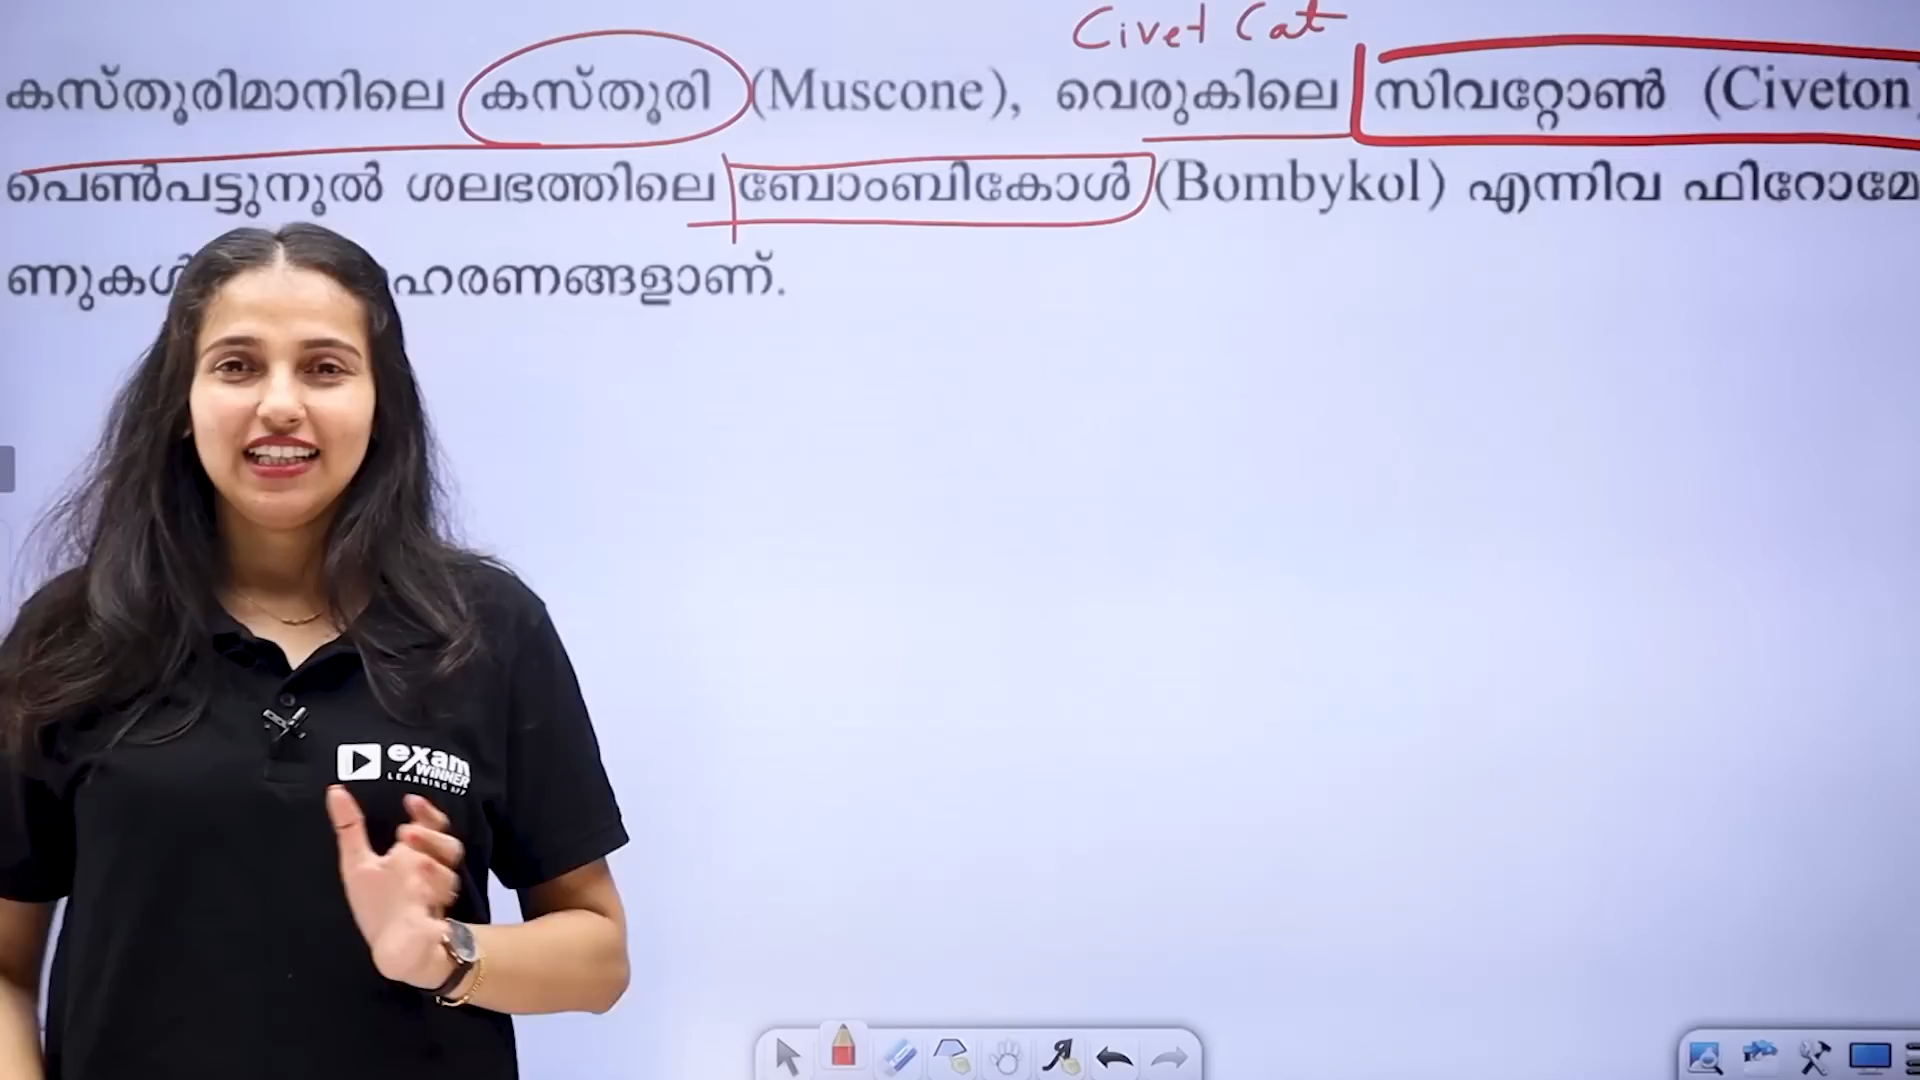 Civet Cat
കസ്തൂരിമാനിലെ കസ്തൂരി (Muscone), വെരുകിലെ സിവറ്റോൺ (Civeton)
പെൺപട്ടുനൂൽ ശലഭത്തിലെ ബോംബികോൾ (Bombykol) എന്നിവ ഫിറോമോ
ണുകൾ ഹരണങ്ങളാണ്.
exam
WINNER
LEARNING APP